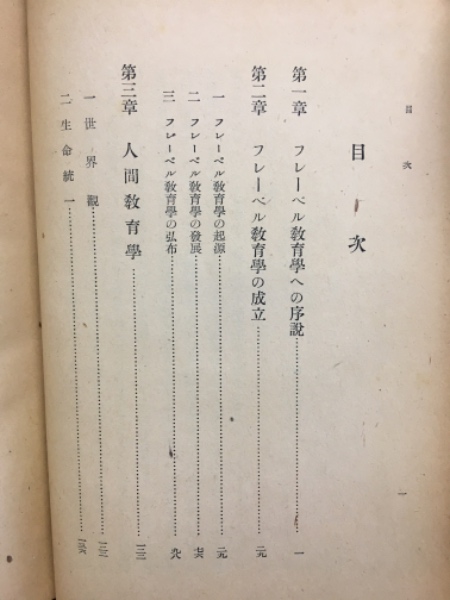 目次
一
目次
第一章 フレーベル教育學への序説……一
第二章 フレーベル教育學の成立……元
一 フレーベル教育學の起源……元
二 フレーベル教育學の發展
三 フレーベル教育學の弘布
第三章 人間教育學
一 世界觀
二 生命統一